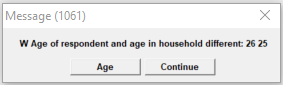 Message (1061)
W Age of respondent and age in household different: 26 25
Age Continue